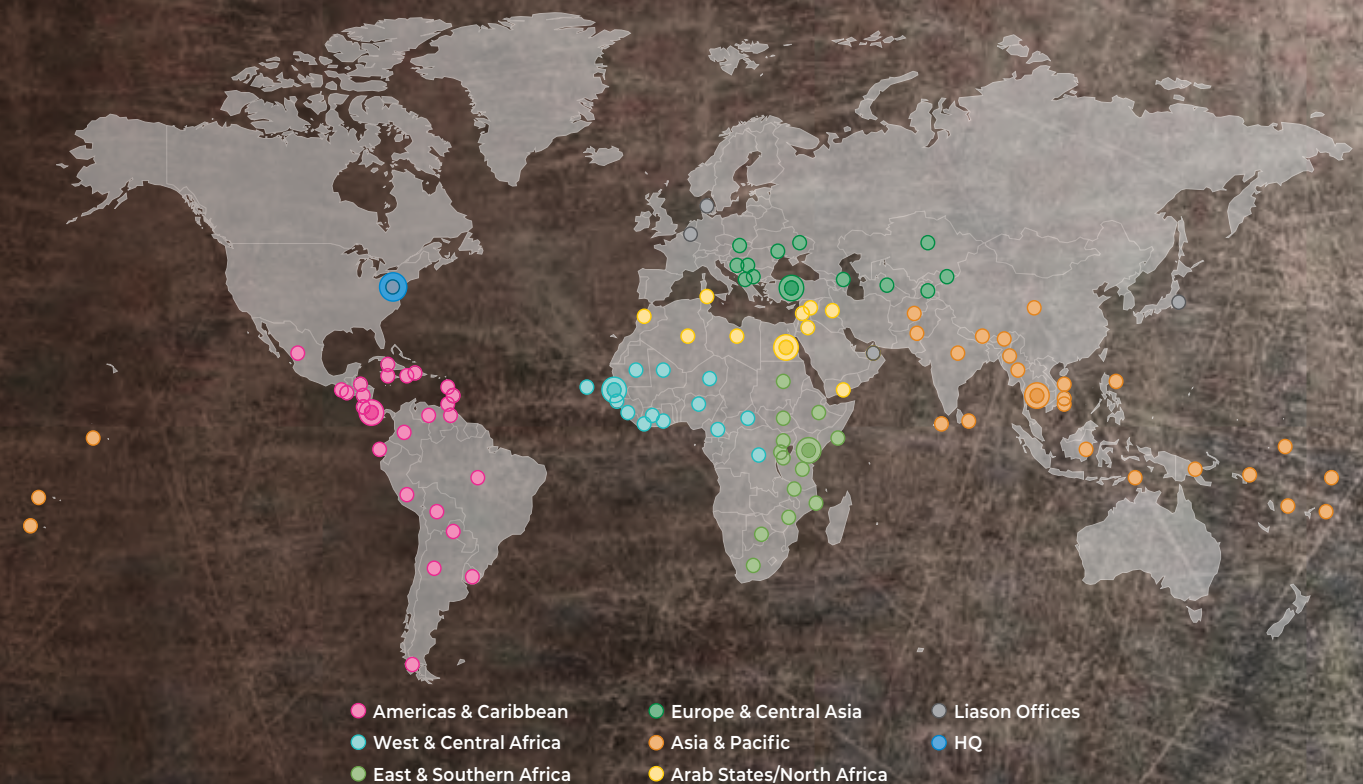 Americas & Caribbean
West & Central Africa
East & Southern Africa
Europe & Central Asia
Asia & Pacific
Arab States/North Africa
Liason Offices
HQ